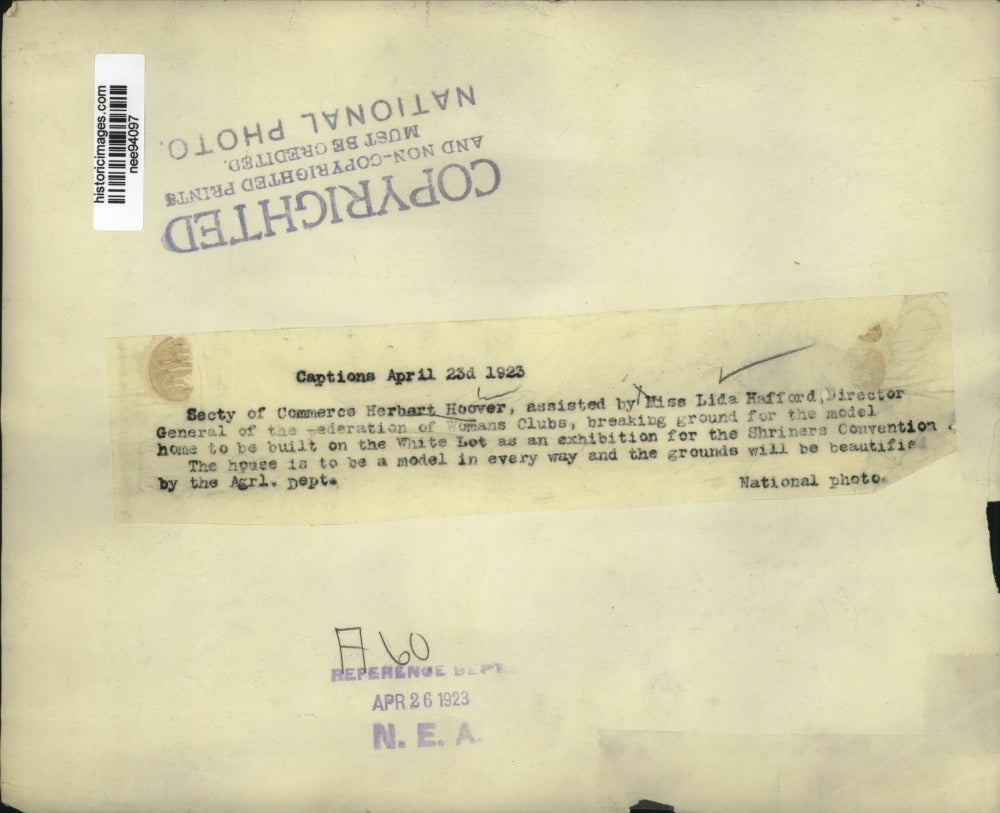 historicimages.com
nee94097
COPYRIGHTED
AND NON-COPYRIGHTED PRINTS
MUST BE CREDITED.
NATIONAL PHOTO.
Captions April 23d 1923
Secty of Commerce Herbert Hoover, assisted by Miss Lida Hafford, Director
General of the Federation of Womans Clubs, breaking ground for the model
home to be built on the White Lot as an exhibition for the Shriners Convention.
The house is to be a model in every way and the grounds will be beautifie
by the Agrl. Dept.
National photo.
A60
REFERENCE DEPT.
APR 26 1923
N. E. A.